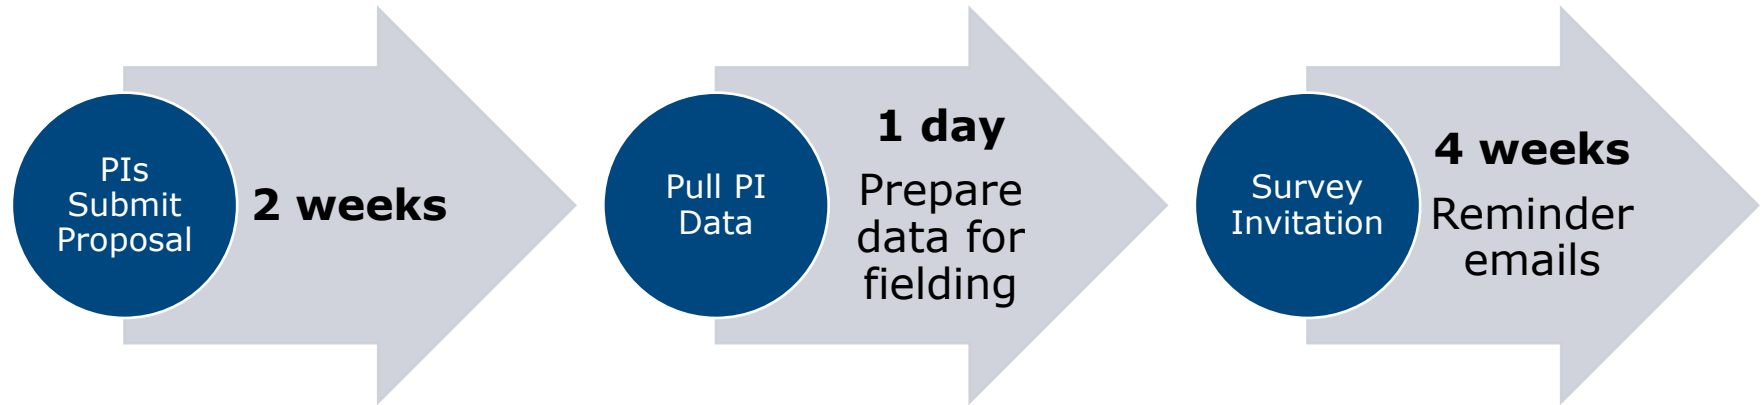 PIs
Submit
Proposal
2 weeks
Pull PI
Data
1 day
Prepare
data for
fielding
Survey
Invitation
4 weeks
Reminder
emails